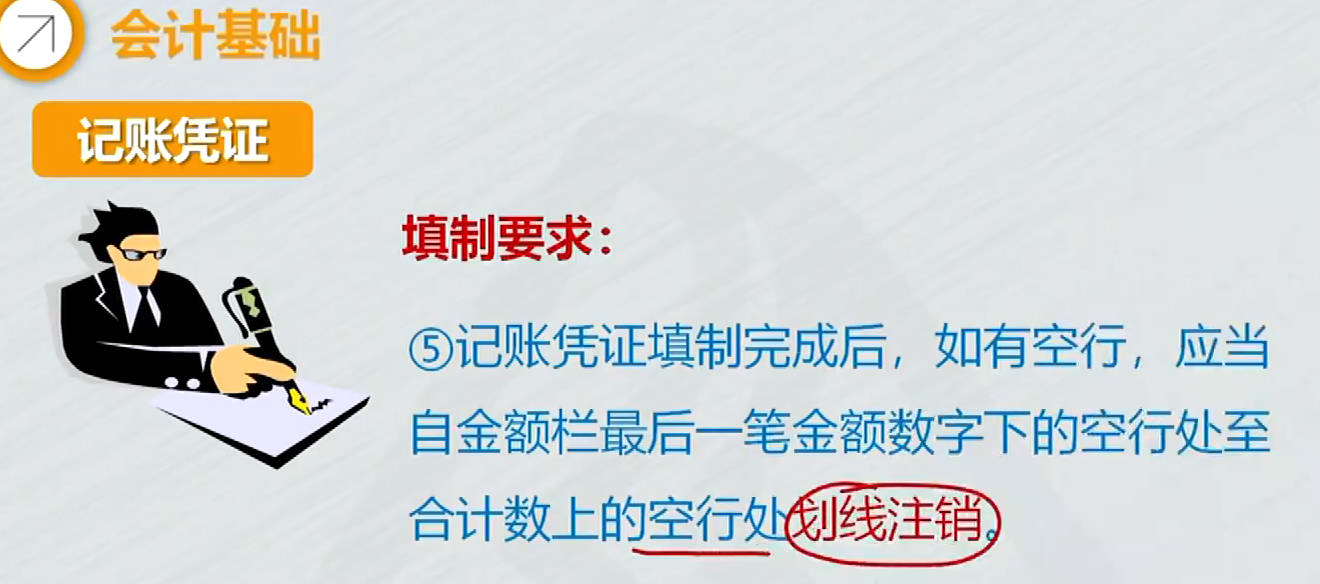 会计基础
记账凭证
填制要求：
⑤记账凭证填制完成后，如有空行，应当
自金额栏最后一笔金额数字下的空行处至
合计数上的空行处划线注销。